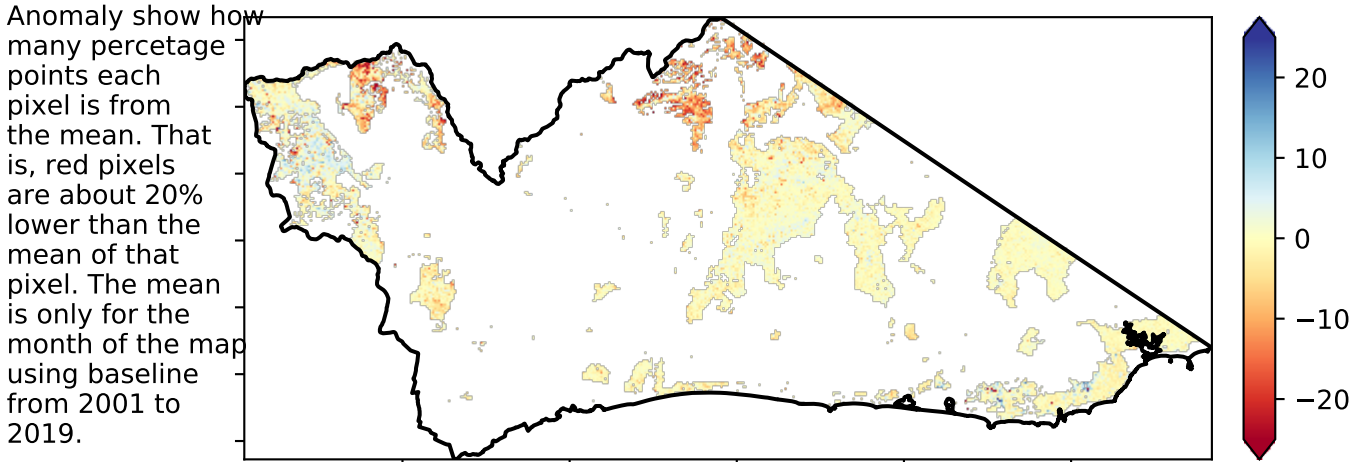 Anomaly show how
many percetage
points each
pixel is from
the mean. That
is, red pixels
are about 20%
lower than the
mean of that
pixel. The mean
is only for the
month of the map
using baseline
from 2001 to
2019.
20
10
0
−10
−20